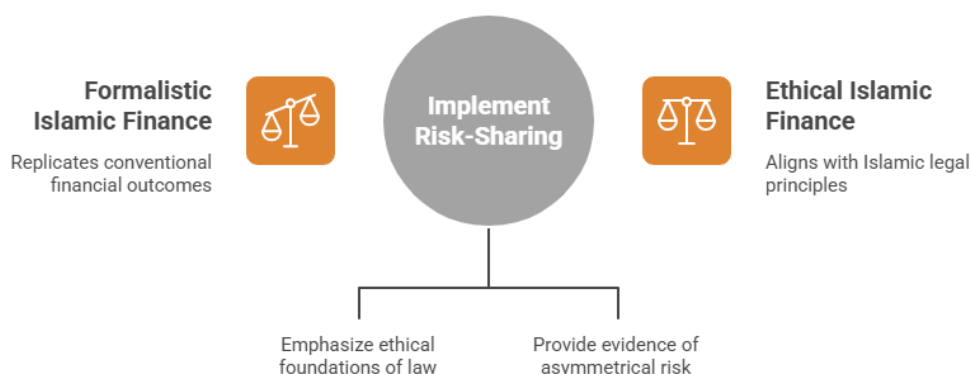 Formalistic
Islamic Finance
Replicates conventional
financial outcomes
Implement
Risk-Sharing
Ethical Islamic
Finance
Aligns with Islamic legal
principles
Emphasize ethical
foundations of law
Provide evidence of
asymmetrical risk